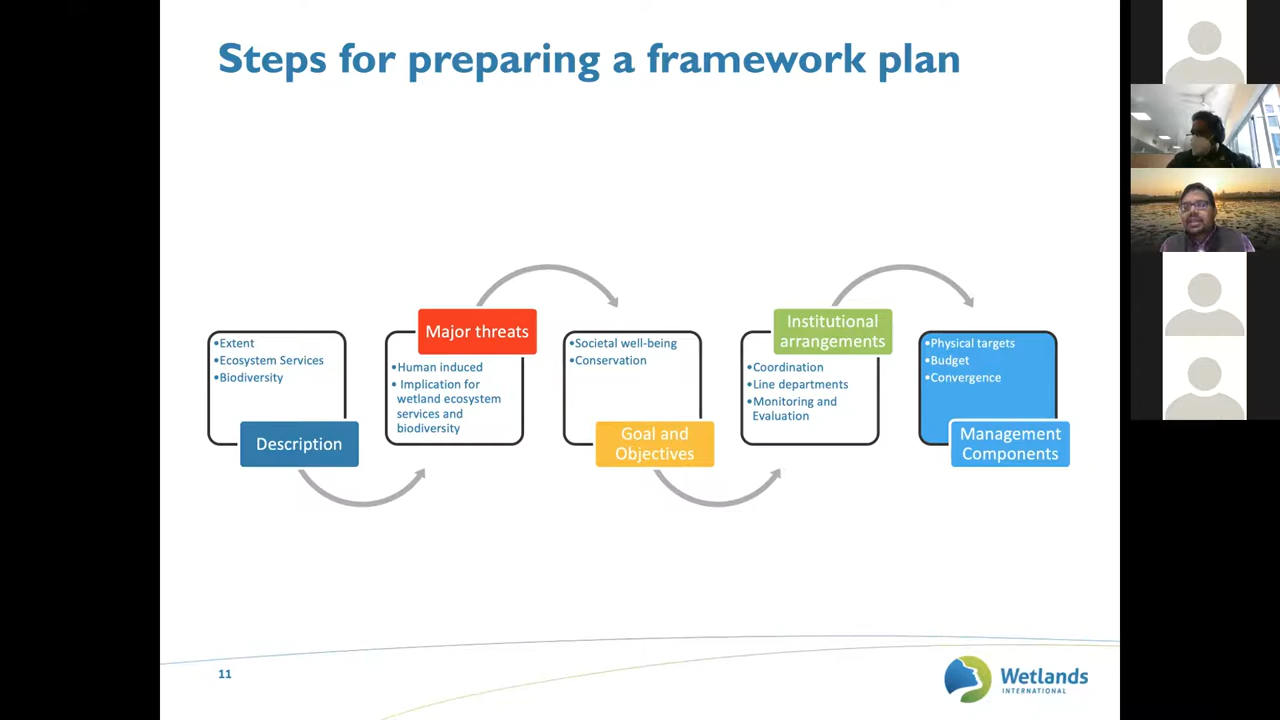 Steps for preparing a framework plan
•Extent
•Ecosystem Services
•Biodiversity
Description
Major threats
•Human induced
• Implication for
wetland ecosystem
services and
biodiversity
•Societal well-being
•Conservation
Goal and
Objectives
Institutional
arrangements
•Coordination
•Line departments
•Monitoring and
Evaluation
•Physical targets
•Budget
•Convergence
Management
Components
11
Wetlands
INTERNATIONAL